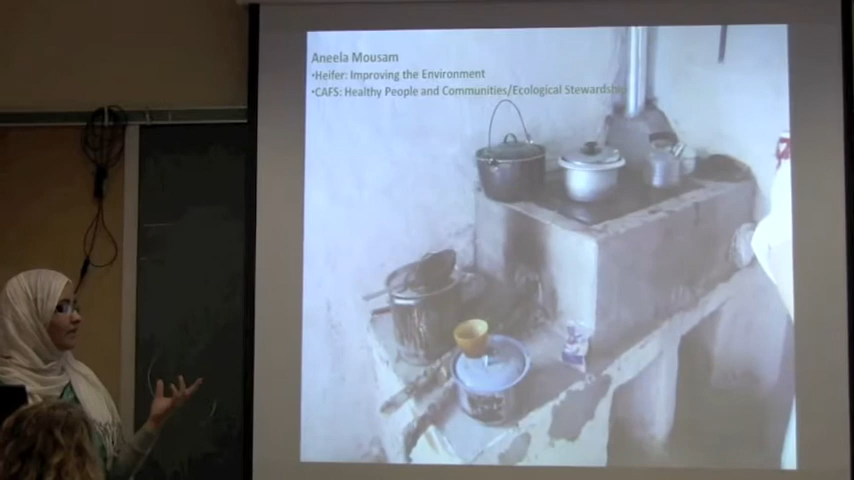 Aneela Mousam
•Heifer: Improving the Environment
•CAFS: Healthy People and Communities/Ecological Stewardship